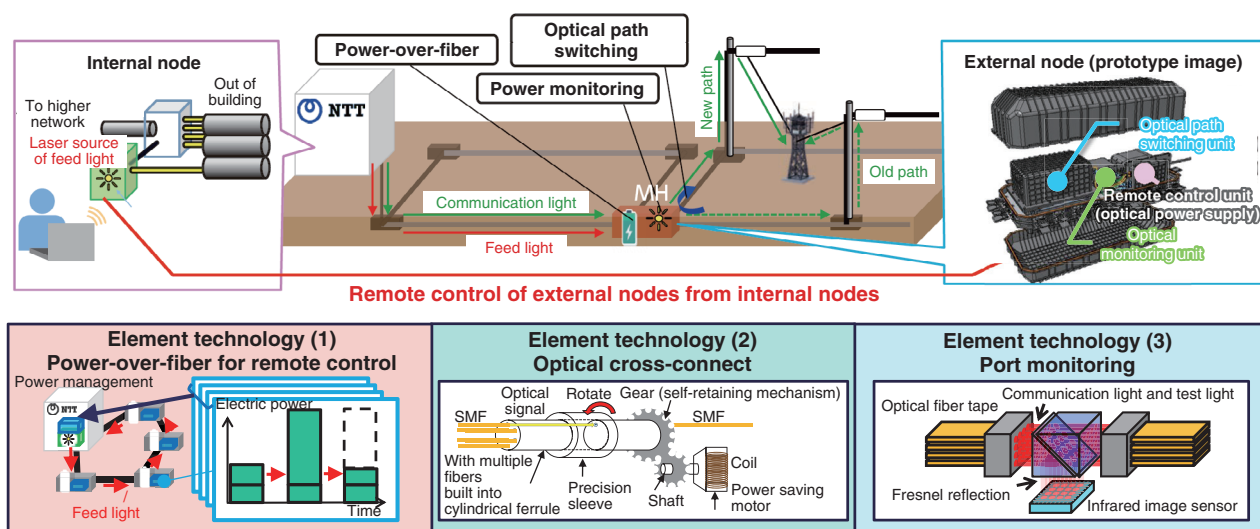 Internal node
To higher
network
Out of
building
Laser source
of feed light
NTT
Power-over-fiber
Optical path
switching
Power monitoring
New path
Old path
MH
Communication light
Feed light
External node (prototype image)
Optical path
switching unit
Remote control unit
(optical power supply)
Optical
monitoring unit
Remote control of external nodes from internal nodes
Element technology (1)
Power-over-fiber for remote control
Power management
NTT
Electric power
Time
Feed light
Element technology (2)
Optical cross-connect
Optical
signal
Rotate
Gear (self-retaining mechanism)
SMF
SMF
With multiple
fibers
built into
cylindrical ferrule
Precision
sleeve
Shaft
Coil
Power saving
motor
Element technology (3)
Port monitoring
Communication light and test light
Optical fiber tape
Fresnel reflection
Infrared image sensor